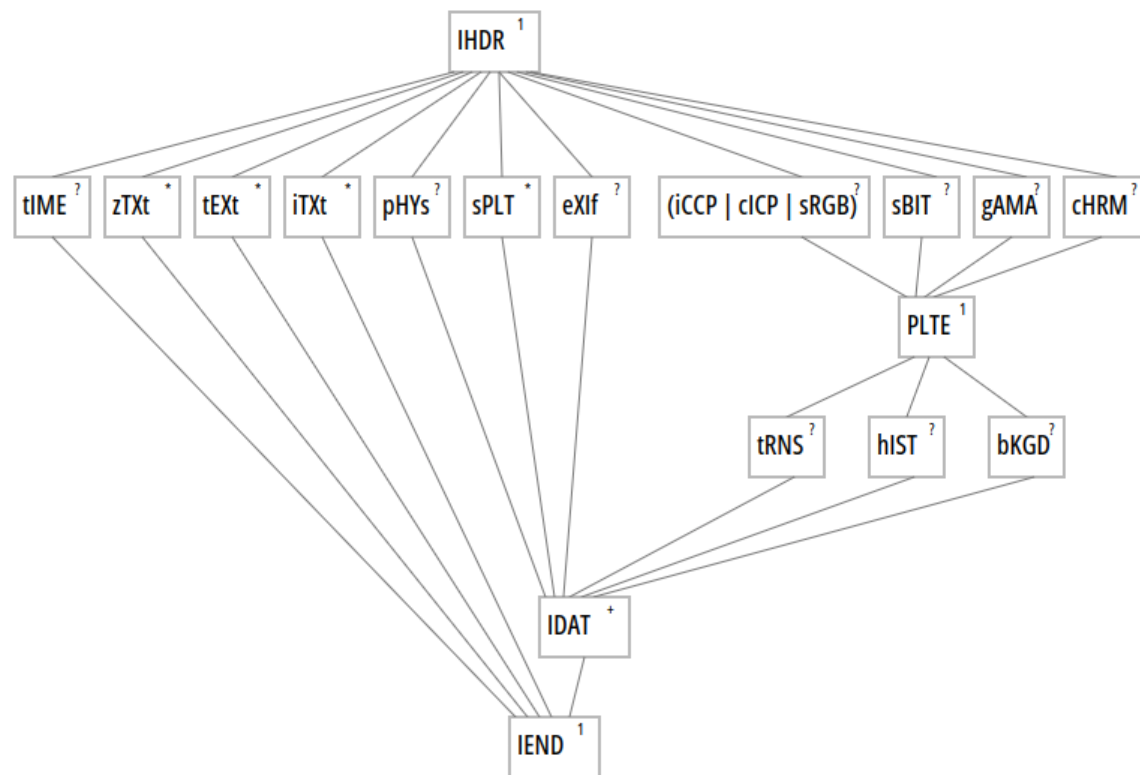 IHDR 1
tIME ? zTXt * tEXt * iTXt * pHYs ? sPLT * eXIf ? (iCCP | cICP | sRGB) ? sBIT ? gAMA ? cHRM ?
PLTE 1
tRNS ? hIST ? bKGD ?
IDAT +
IEND 1